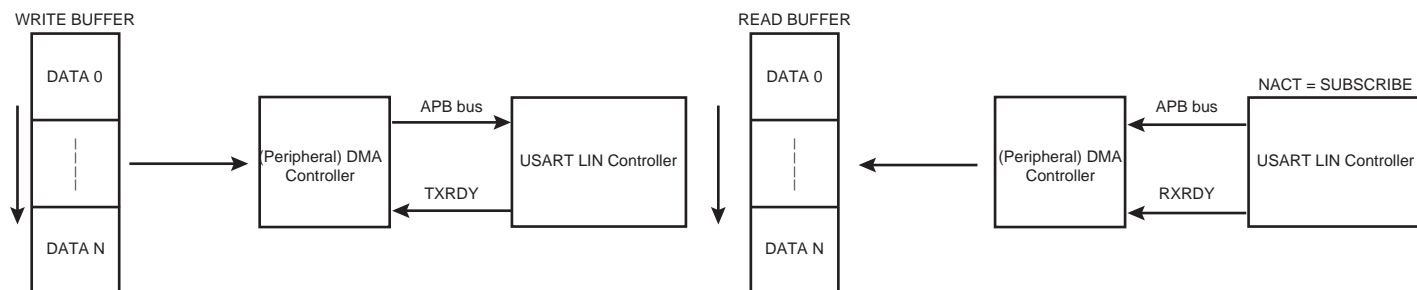 WRITE BUFFER
DATA 0
DATA N
(Peripheral) DMA
Controller
APB bus
TXRDY
USART LIN Controller
READ BUFFER
DATA 0
DATA N
(Peripheral) DMA
Controller
APB bus
RXRDY
NACT = SUBSCRIBE
USART LIN Controller